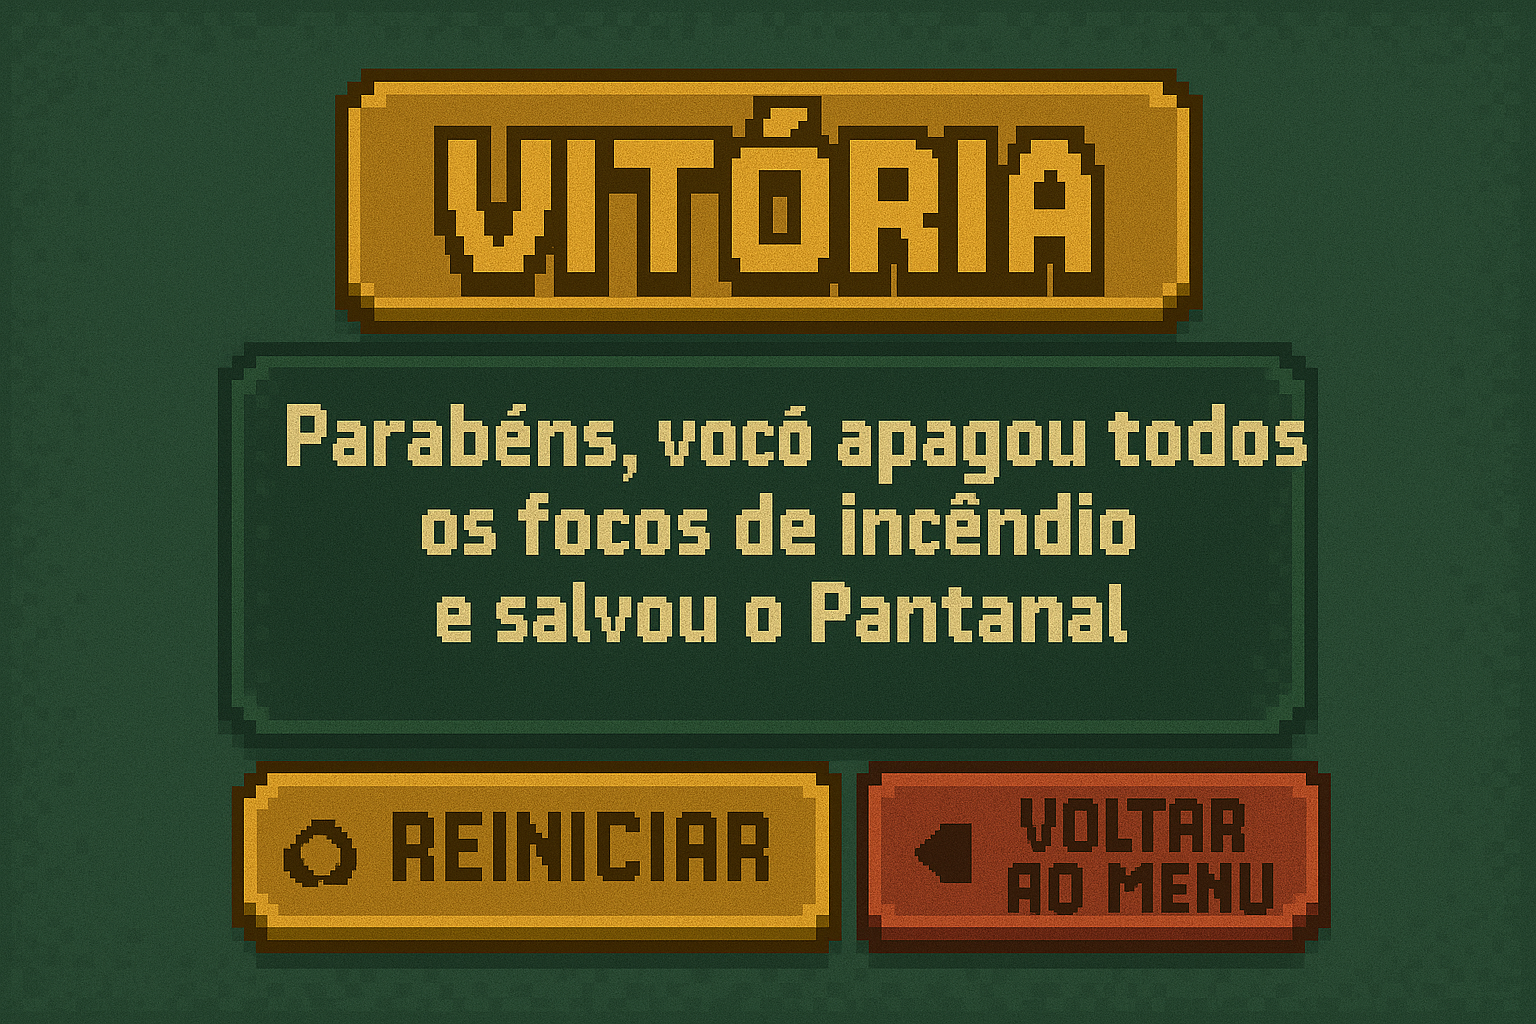 VITÓRIA
Parabéns, vocó apagou todos
os focos de incêndio
e salvou o Pantanal
REINICIAR
VOLTAR
AO MENU